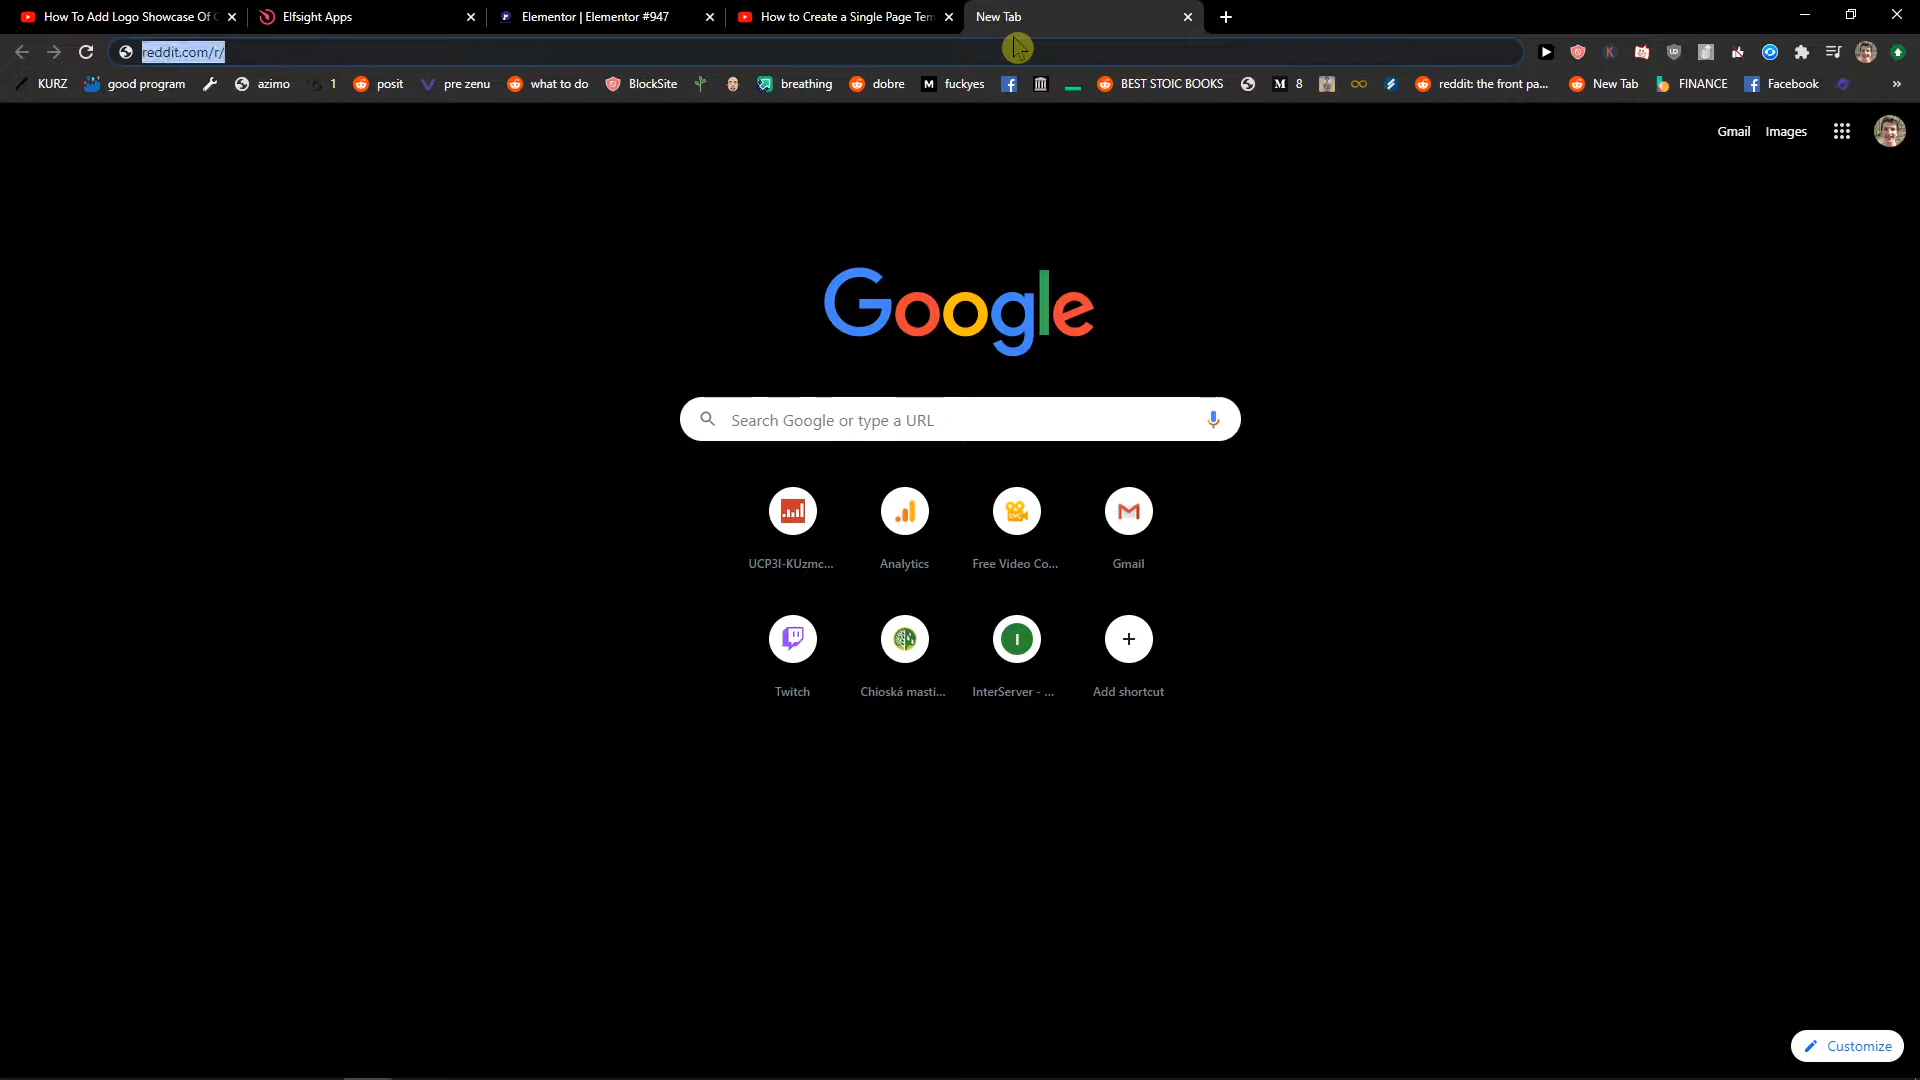 How To Add Logo Showcase Of C
Elfsight Apps
Elementor | Elementor #947
How to Create a Single Page Tem
New Tab
reddit.com/r/
KURZ
good program
azimo
1
posit
pre zenu
what to do
BlockSite
breathing
dobre
M
fuckyes
BEST STOIC BOOKS
M
8
reddit: the front pa...
New Tab
FINANCE
Facebook
»
Gmail
Images
Google
Search Google or type a URL
UCP3I-KUzmc...
Analytics
Free Video Co...
Gmail
I
Twitch
Chioská masti...
InterServer - ...
Add shortcut
Customize